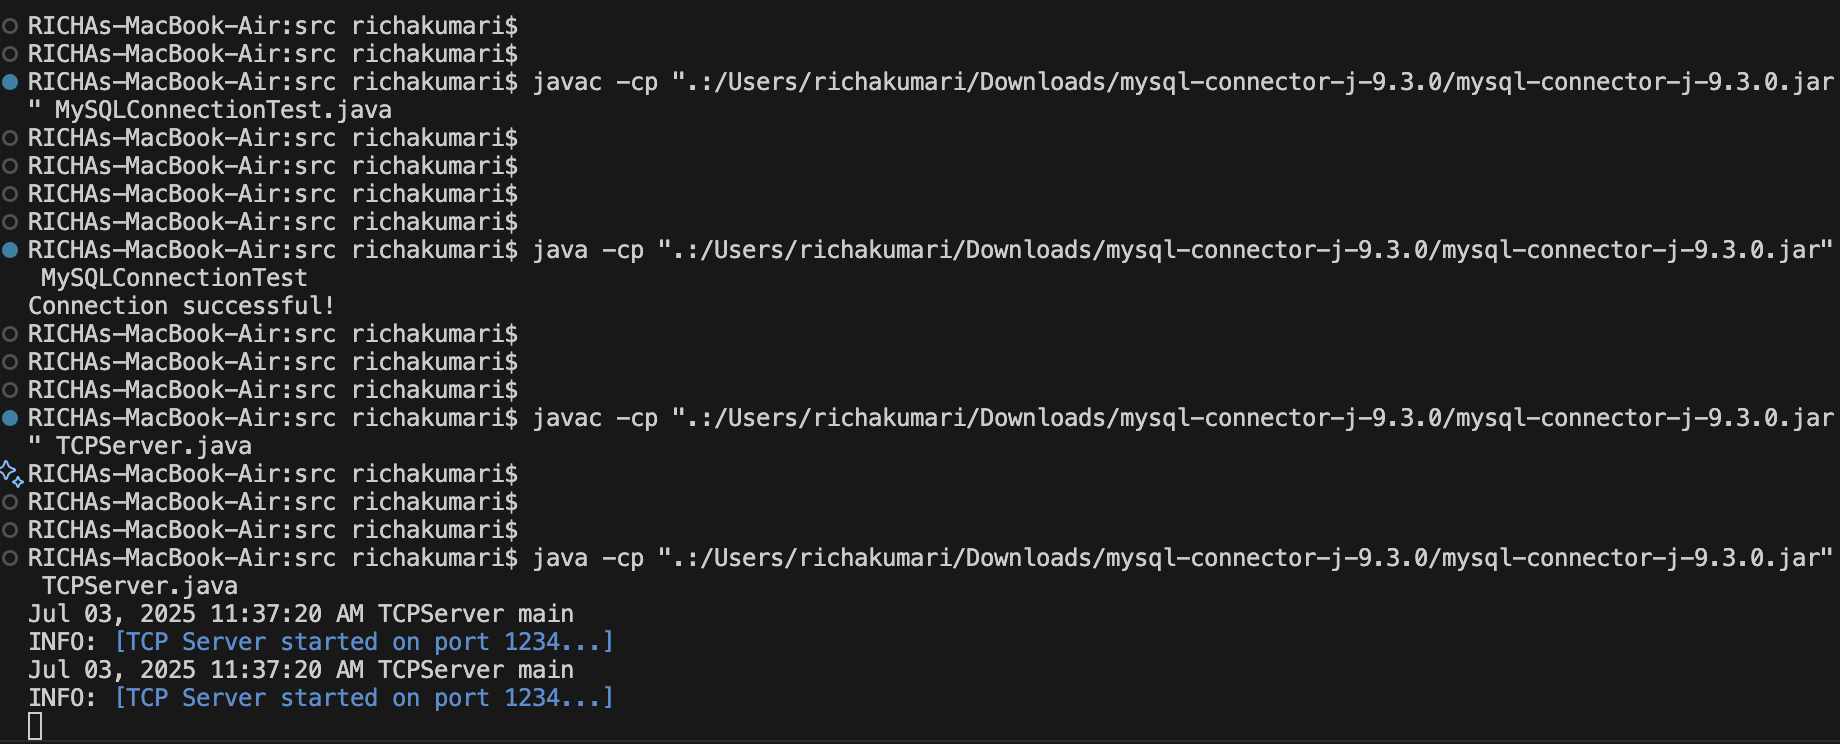 RICHAs-MacBook-Air:src richakumari$
RICHAs-MacBook-Air:src richakumari$
RICHAs-MacBook-Air:src richakumari$ javac -cp ".:/Users/richakumari/Downloads/mysql-connector-j-9.3.0/mysql-connector-j-9.3.0.jar
" MySQLConnectionTest.java
RICHAs-MacBook-Air:src richakumari$
RICHAs-MacBook-Air:src richakumari$
RICHAs-MacBook-Air:src richakumari$
RICHAs-MacBook-Air:src richakumari$
RICHAs-MacBook-Air:src richakumari$ java -cp ".:/Users/richakumari/Downloads/mysql-connector-j-9.3.0/mysql-connector-j-9.3.0.jar"
MySQLConnectionTest
Connection successful!
RICHAs-MacBook-Air:src richakumari$
RICHAs-MacBook-Air:src richakumari$
RICHAs-MacBook-Air:src richakumari$
RICHAs-MacBook-Air:src richakumari$ javac -cp ".:/Users/richakumari/Downloads/mysql-connector-j-9.3.0/mysql-connector-j-9.3.0.jar
" TCPServer.java
RICHAs-MacBook-Air:src richakumari$
RICHAs-MacBook-Air:src richakumari$
RICHAs-MacBook-Air:src richakumari$
RICHAs-MacBook-Air:src richakumari$ java -cp ".:/Users/richakumari/Downloads/mysql-connector-j-9.3.0/mysql-connector-j-9.3.0.jar"
TCPServer.java
Jul 03, 2025 11:37:20 AM TCPServer main
INFO: [TCP Server started on port 1234...]
Jul 03, 2025 11:37:20 AM TCPServer main
INFO: [TCP Server started on port 1234...]